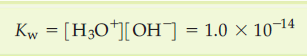 K_w = [H₃O⁺][OH⁻] = 1.0 × 10⁻¹⁴